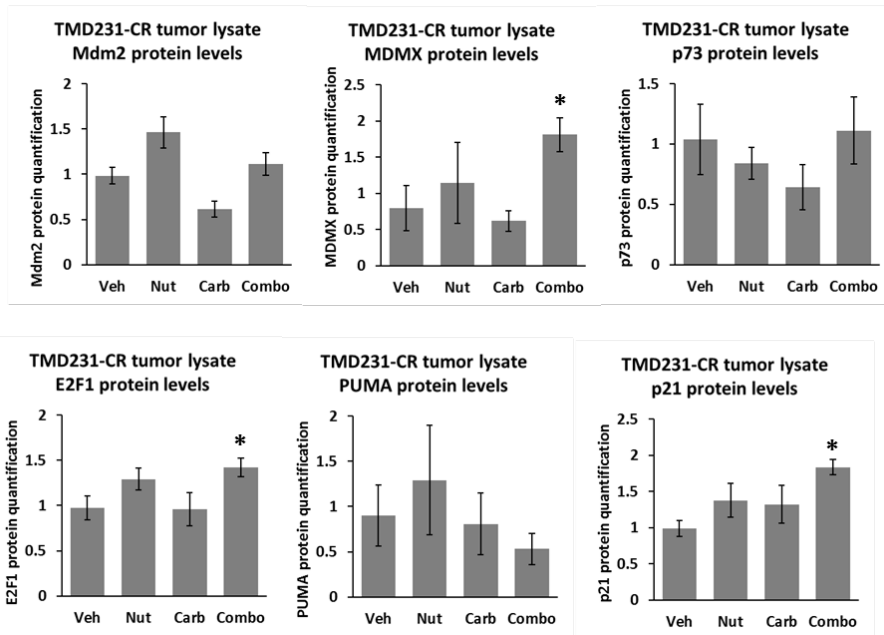 TMD231-CR tumor lysate
Mdm2 protein levels
Mdm2 protein quantification
2
1.5
1
0.5
0
Veh Nut Carb Combo
TMD231-CR tumor lysate
MDMX protein levels
MDMX protein quantification
2.5
2
1.5
1
0.5
0
*
Veh Nut Carb Combo
TMD231-CR tumor lysate
p73 protein levels
p73 protein quantification
1.5
1
0.5
0
Veh Nut Carb Combo
TMD231-CR tumor lysate
E2F1 protein levels
E2F1 protein quantification
2
1.5
1
0.5
0
*
Veh Nut Carb Combo
TMD231-CR tumor lysate
PUMA protein levels
PUMA protein quantification
2
1.5
1
0.5
0
Veh Nut Carb Combo
TMD231-CR tumor lysate
p21 protein levels
p21 protein quantification
2.5
2
1.5
1
0.5
0
*
Veh Nut Carb Combo